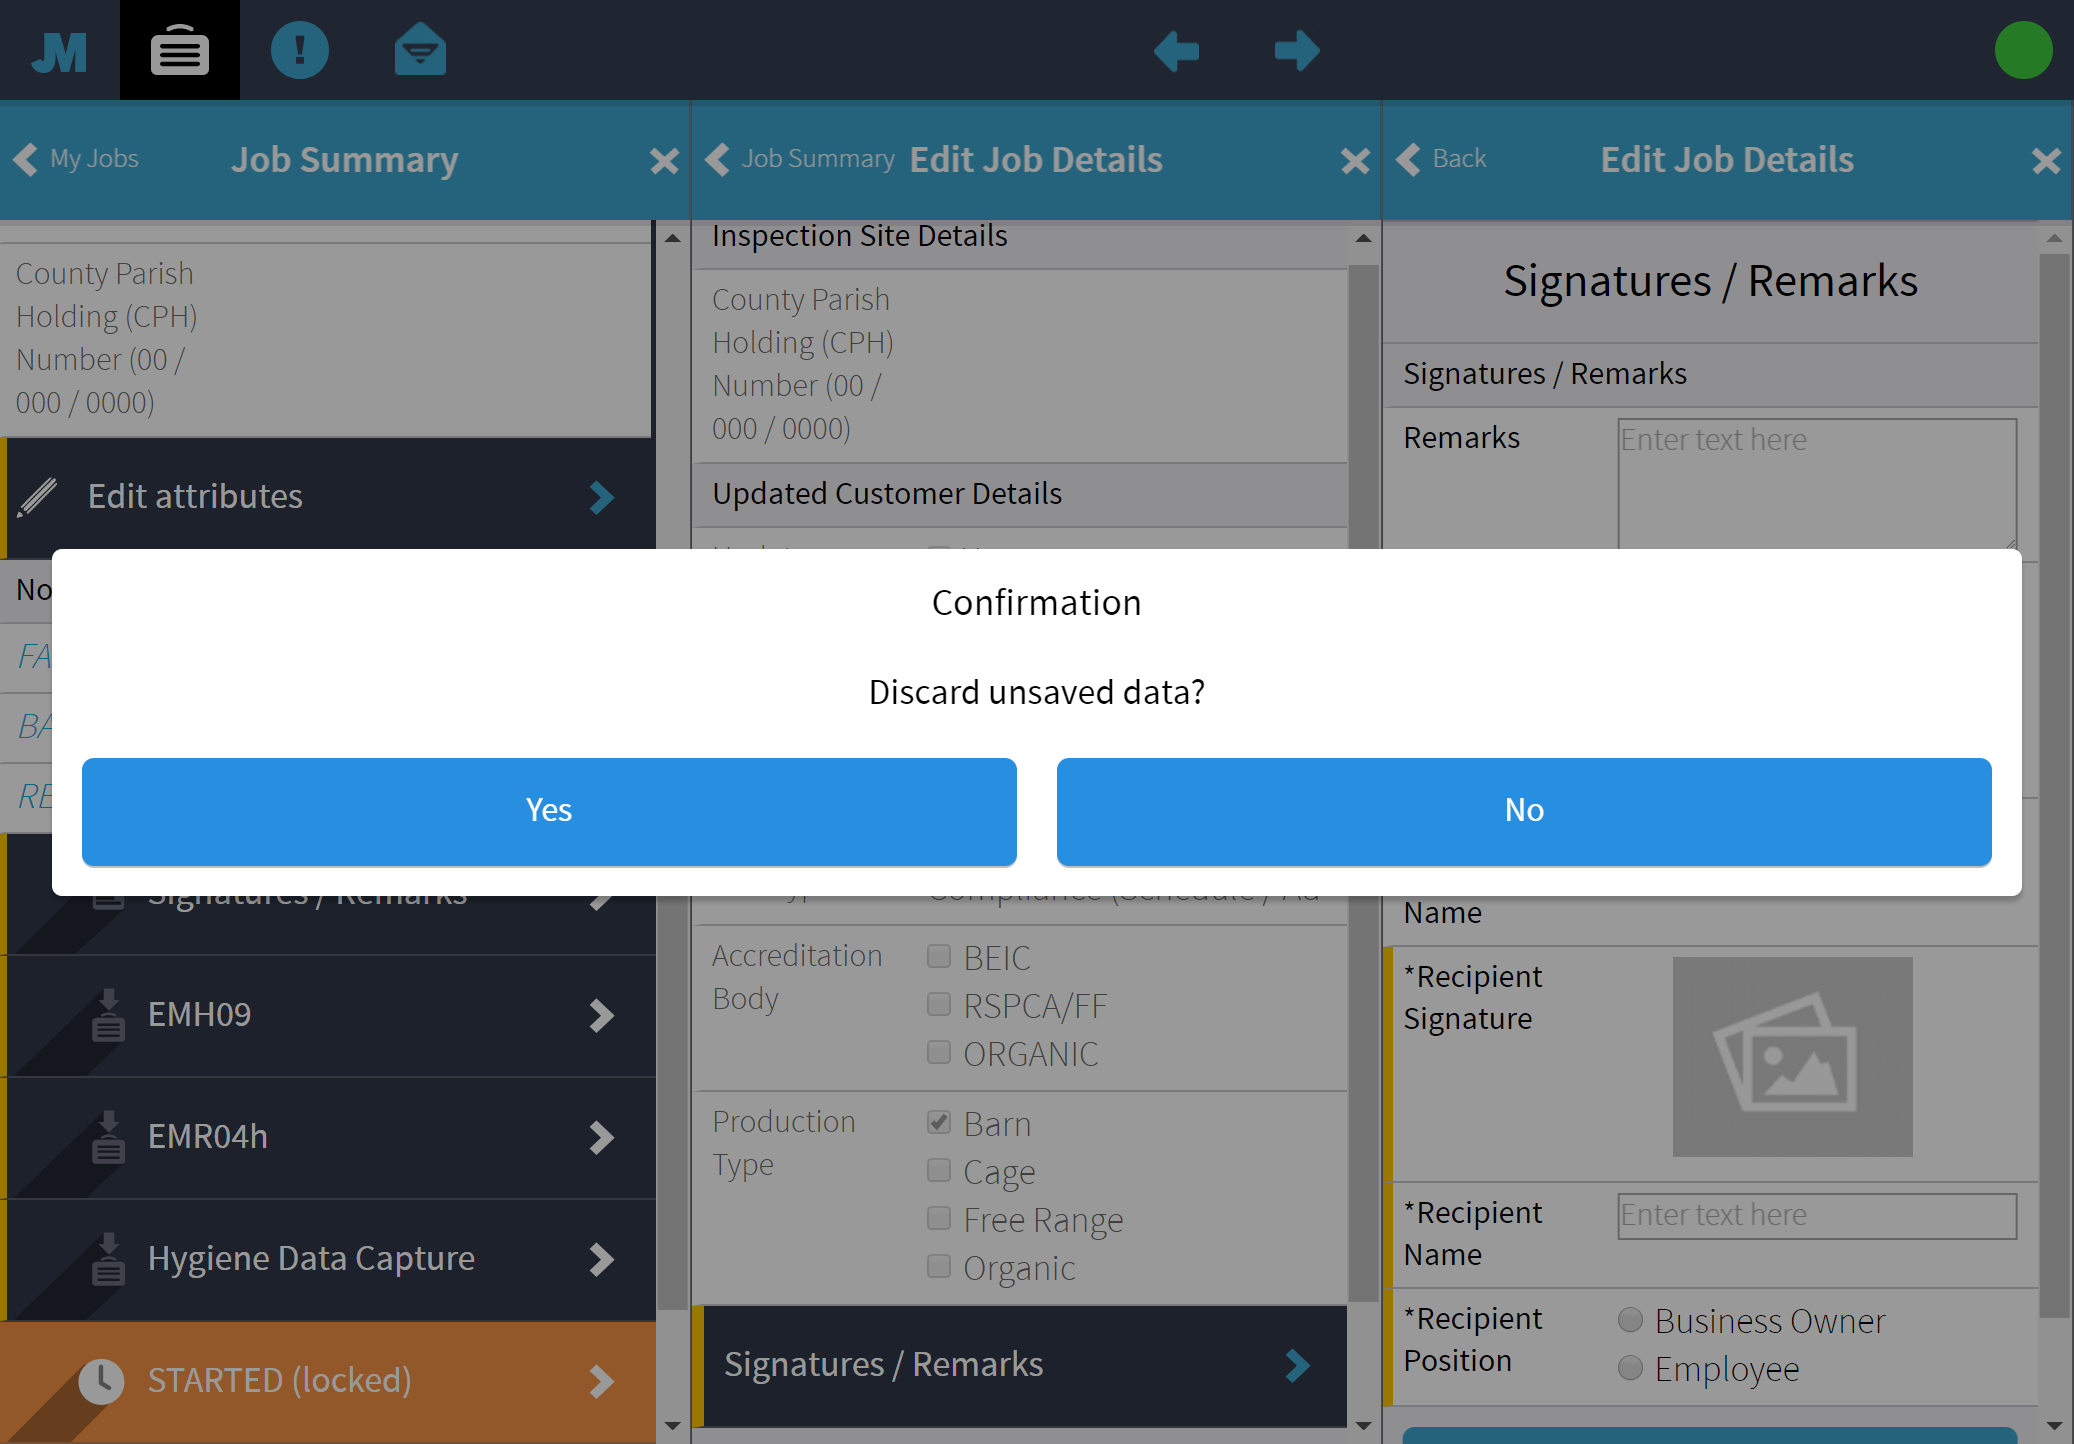 JM
My Jobs
Job Summary
Job Summary
Edit Job Details
Back
Edit Job Details
County Parish
Holding (CPH)
Number (00 /
000 / 0000)
Edit attributes
No
FA
BA
RE
Signatures / Remarks
EMH09
EMR04h
Hygiene Data Capture
STARTED (locked)
Inspection Site Details
County Parish
Holding (CPH)
Number (00 /
000 / 0000)
Updated Customer Details
Confirmation
Discard unsaved data?
Yes
No
Compliance (Schedule / Ad
Accreditation
Body
BEIC
RSPCA/FF
ORGANIC
Production
Type
Barn
Cage
Free Range
Organic
Signatures / Remarks
Signatures / Remarks
Signatures / Remarks
Remarks
Enter text here
Name
*Recipient
Signature
*Recipient
Name
Enter text here
*Recipient
Position
Business Owner
Employee